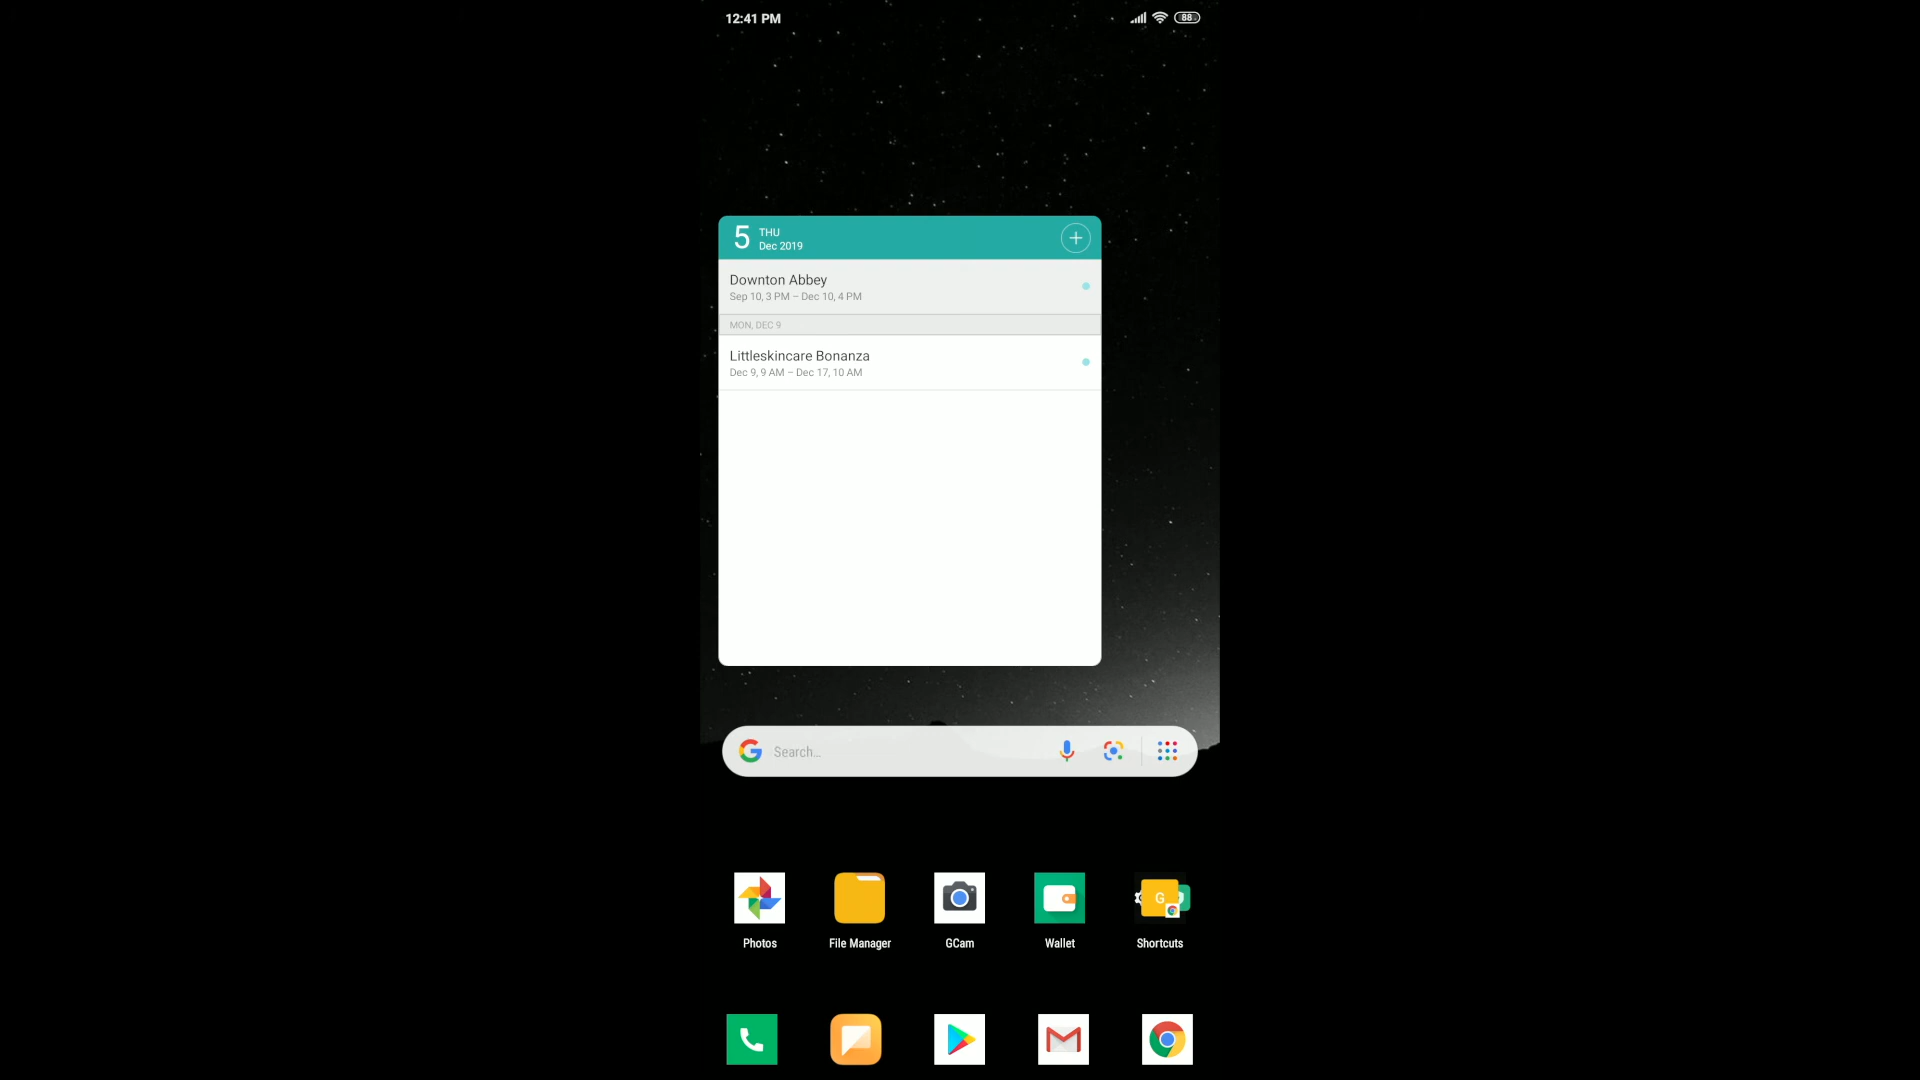 12:41 PM
88
5 THU
Dec 2019
Downton Abbey
Sep 10, 3 PM – Dec 10, 4 PM
MON, DEC 9
Littleskincare Bonanza
Dec 9, 9 AM – Dec 17, 10 AM
G Search...
Photos
File Manager
GCam
Wallet
G
Shortcuts